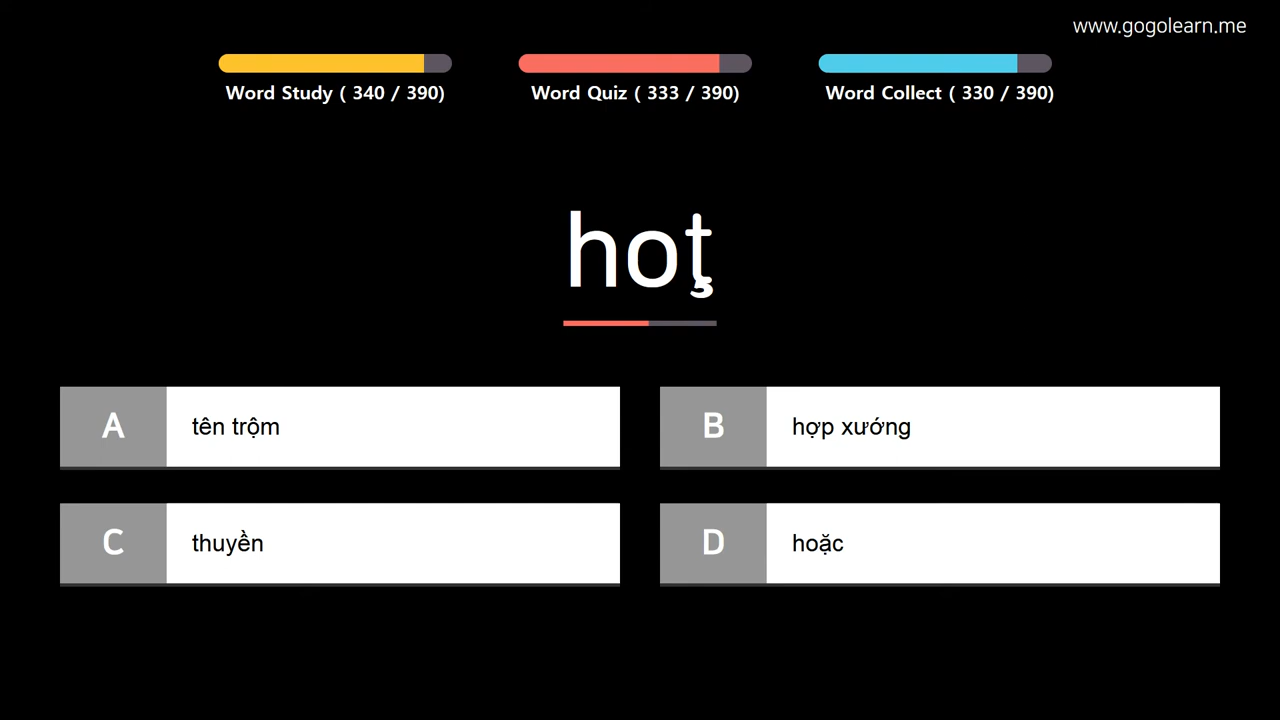 www.gogolearn.me
Word Study ( 340 / 390)
Word Quiz ( 333 / 390)
Word Collect ( 330 / 390)
hoţ
A tên trộm
B hợp xướng
C thuyền
D hoặc